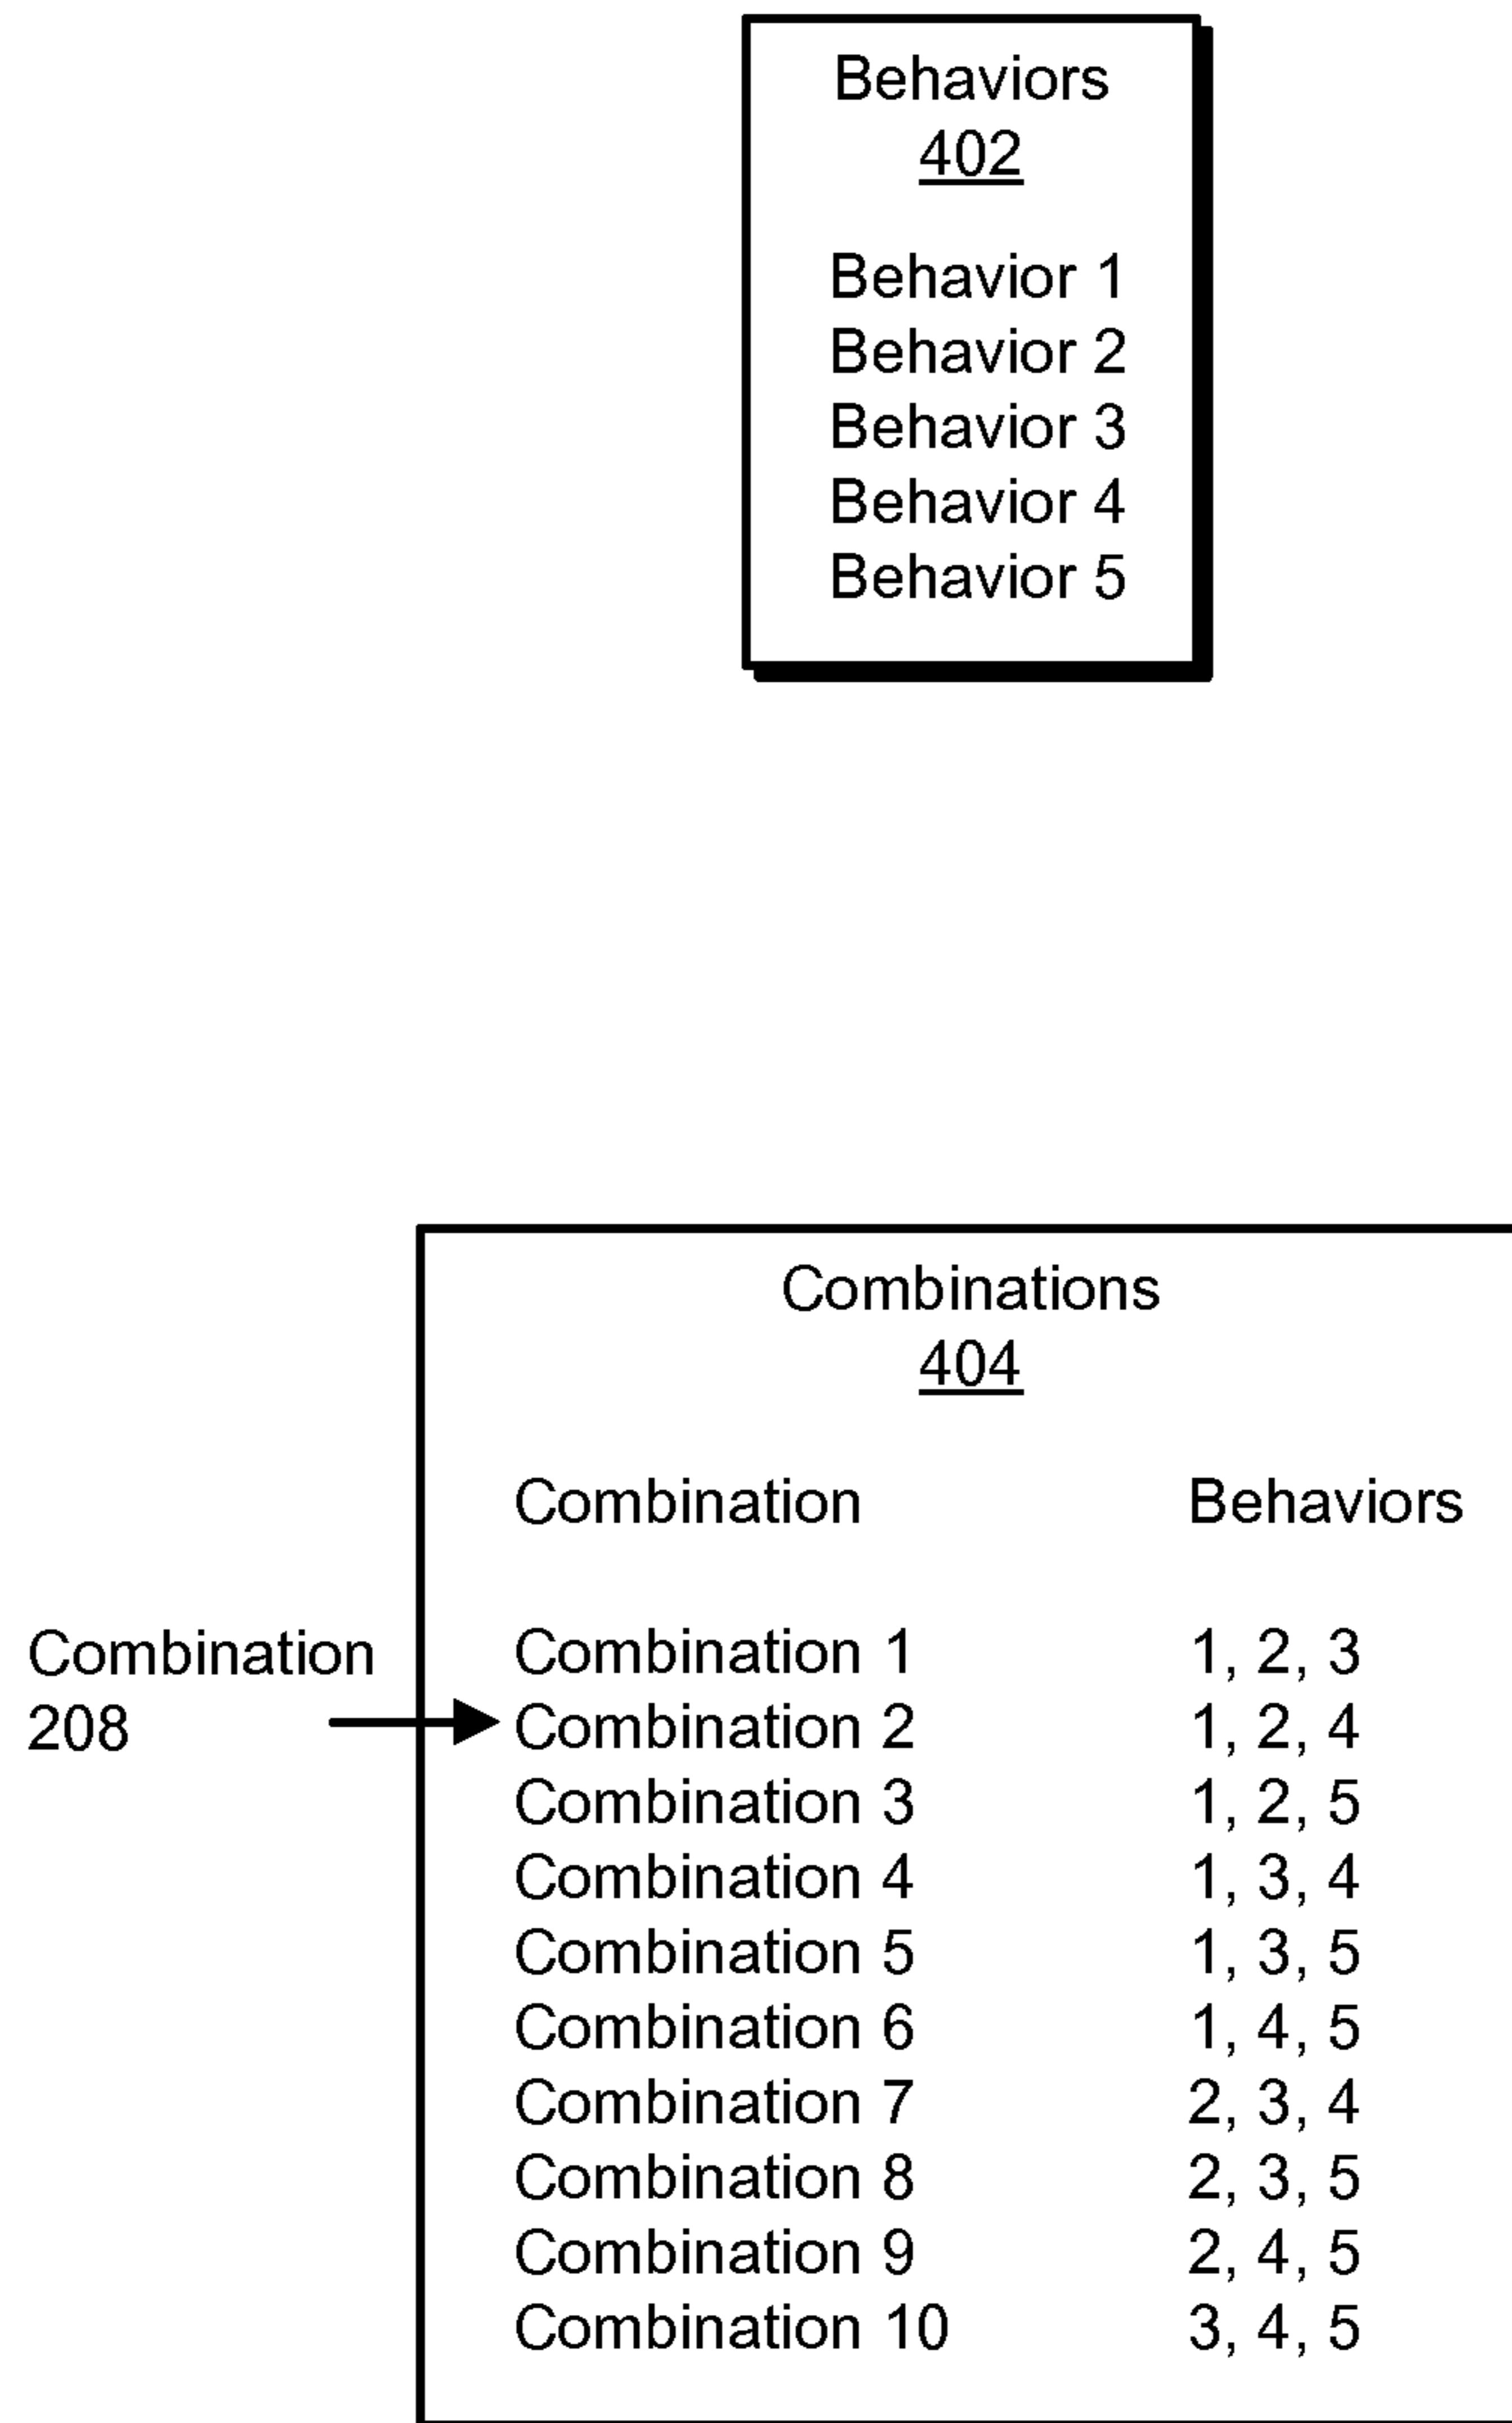 Behaviors
402
Behavior 1
Behavior 2
Behavior 3
Behavior 4
Behavior 5
Combinations
404
Combination Behaviors
Combination 1 1, 2, 3
Combination 2 1, 2, 4
Combination 3 1, 2, 5
Combination 4 1, 3, 4
Combination 5 1, 3, 5
Combination 6 1, 4, 5
Combination 7 2, 3, 4
Combination 8 2, 3, 5
Combination 9 2, 4, 5
Combination 10 3, 4, 5
Combination
208